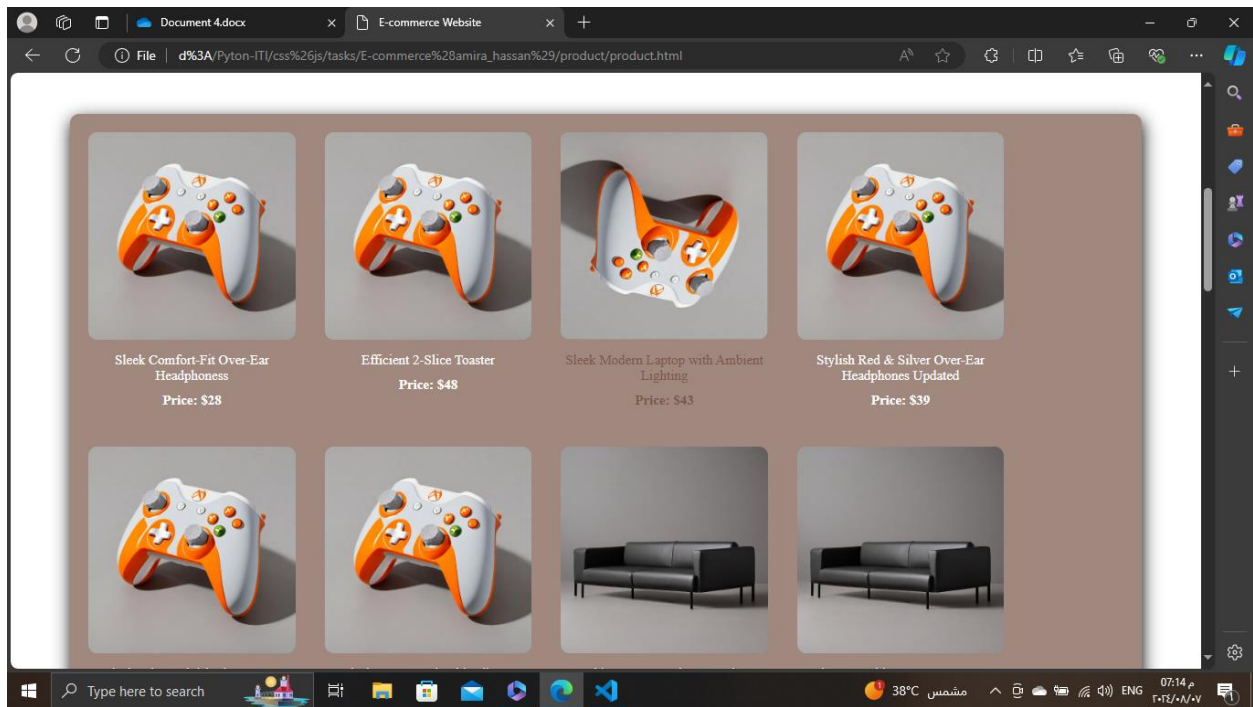 Document 4.docx
E-commerce Website
File
d%3A/Pyton-ITI/css%26js/tasks/E-commerce%28amira_hassan%29/product/product.html
Sleek Comfort-Fit Over-Ear
Headphoness
Price: $28
Efficient 2-Slice Toaster
Price: $48
Sleek Modern Laptop with Ambient
Lighting
Price: $43
Stylish Red & Silver Over-Ear
Headphones Updated
Price: $39
Type here to search
1
38°C مشمس
ENG
07:14 م
٢٠٢٤/٠٨/٠٧
1